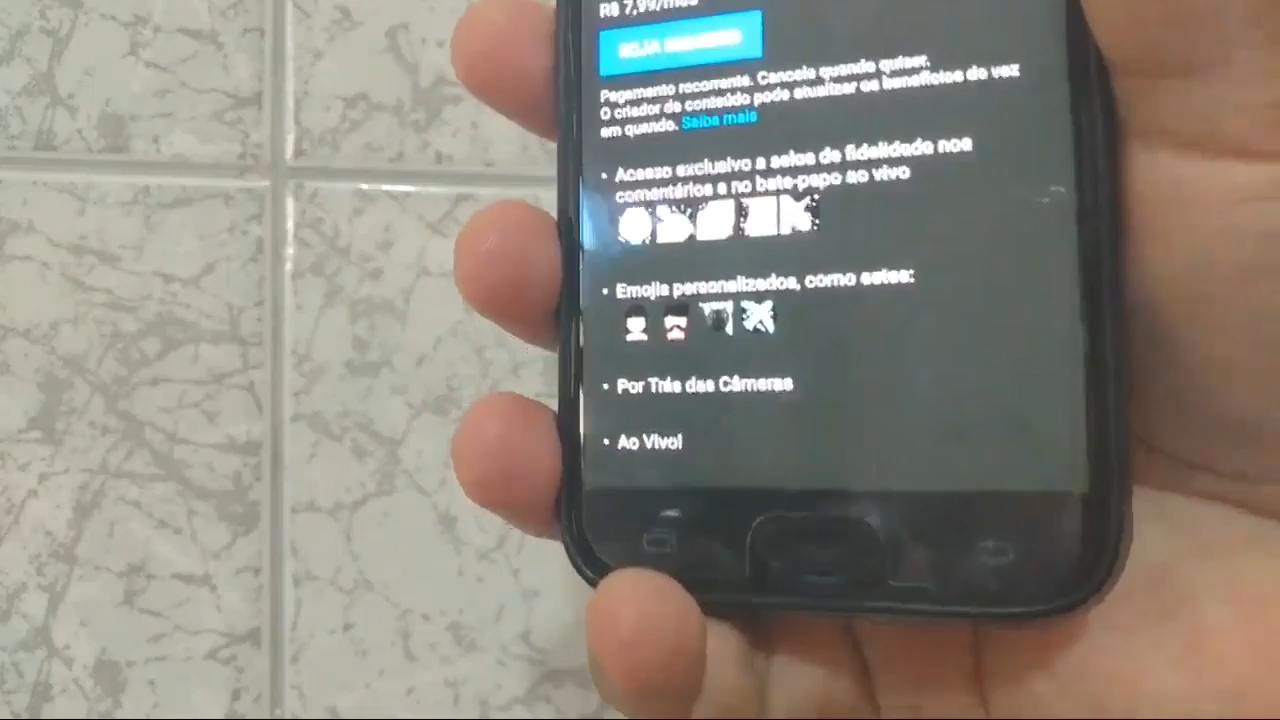 R$ 7,99/mês
SEJA MEMBRO
Pagamento recorrente. Cancele quando quiser.
O criador de conteúdo pode atualizar os benefícios de vez
em quando. Saiba mais
• Acesso exclusivo a selos de fidelidade nos
comentários e no bate-papo ao vivo
• Emojis personalizados, como estes:
• Por Trás das Câmeras
• Ao Vivo!